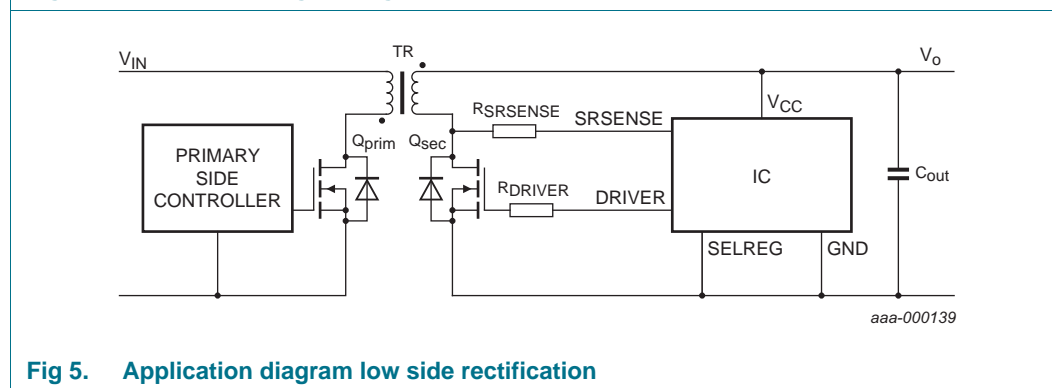 V_IN
TR
V_o
R_SRSENSE
SRSENSE
V_CC
Q_prim
Q_sec
PRIMARY
SIDE
CONTROLLER
R_DRIVER
DRIVER
IC
C_out
SELREG
GND
aaa-000139
Fig 5. Application diagram low side rectification